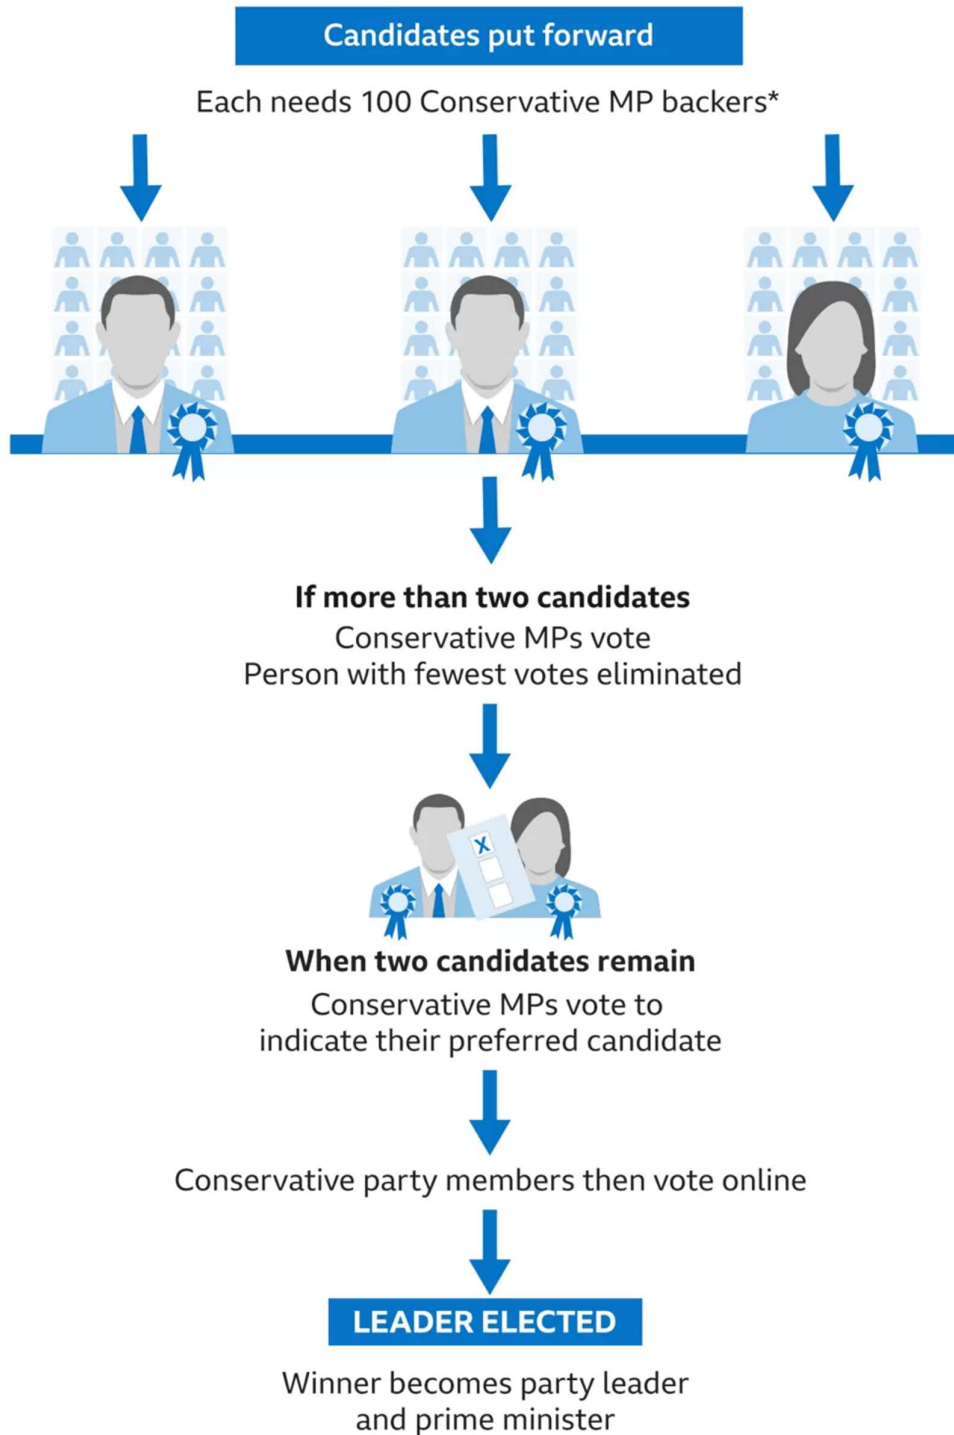 Candidates put forward
Each needs 100 Conservative MP backers*
If more than two candidates
Conservative MPs vote
Person with fewest votes eliminated
X
When two candidates remain
Conservative MPs vote to
indicate their preferred candidate
Conservative party members then vote online
LEADER ELECTED
Winner becomes party leader
and prime minister